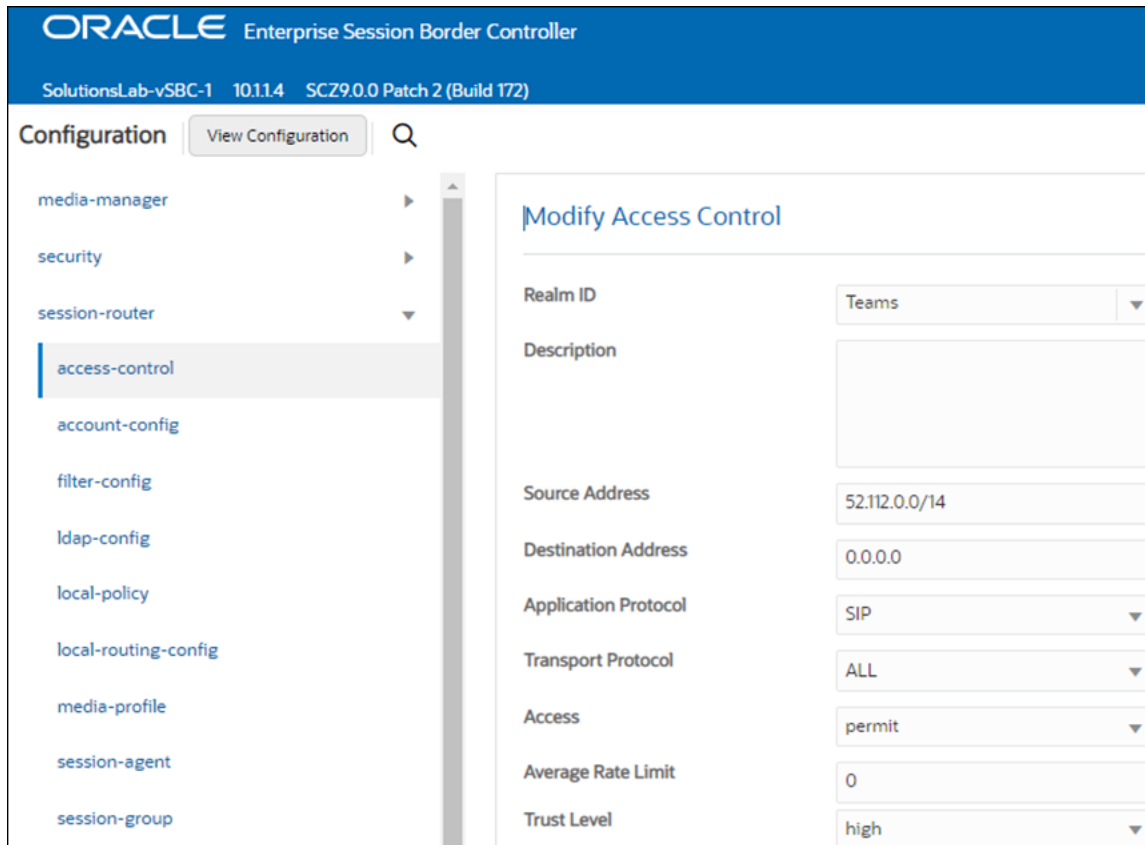 ORACLE Enterprise Session Border Controller
SolutionsLab-vSBC-1 10.1.1.4 SCZ9.0.0 Patch 2 (Build 172)
Configuration View Configuration
media-manager
security
session-router
access-control
account-config
filter-config
ldap-config
local-policy
local-routing-config
media-profile
session-agent
session-group
Modify Access Control
Realm ID Teams
Description
Source Address 52.112.0.0/14
Destination Address 0.0.0.0
Application Protocol SIP
Transport Protocol ALL
Access permit
Average Rate Limit 0
Trust Level high